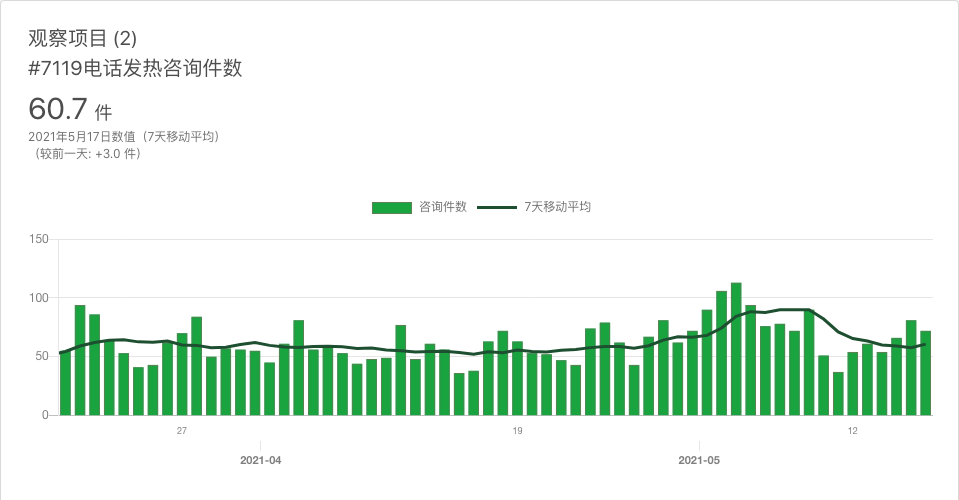 观察项目 (2)
#7119电话发热咨询件数
60.7 件
2021年5月17日数值（7天移动平均）
（较前一天: +3.0 件）
咨询件数 7天移动平均
150
100
50
0
27 19 12
2021-04 2021-05